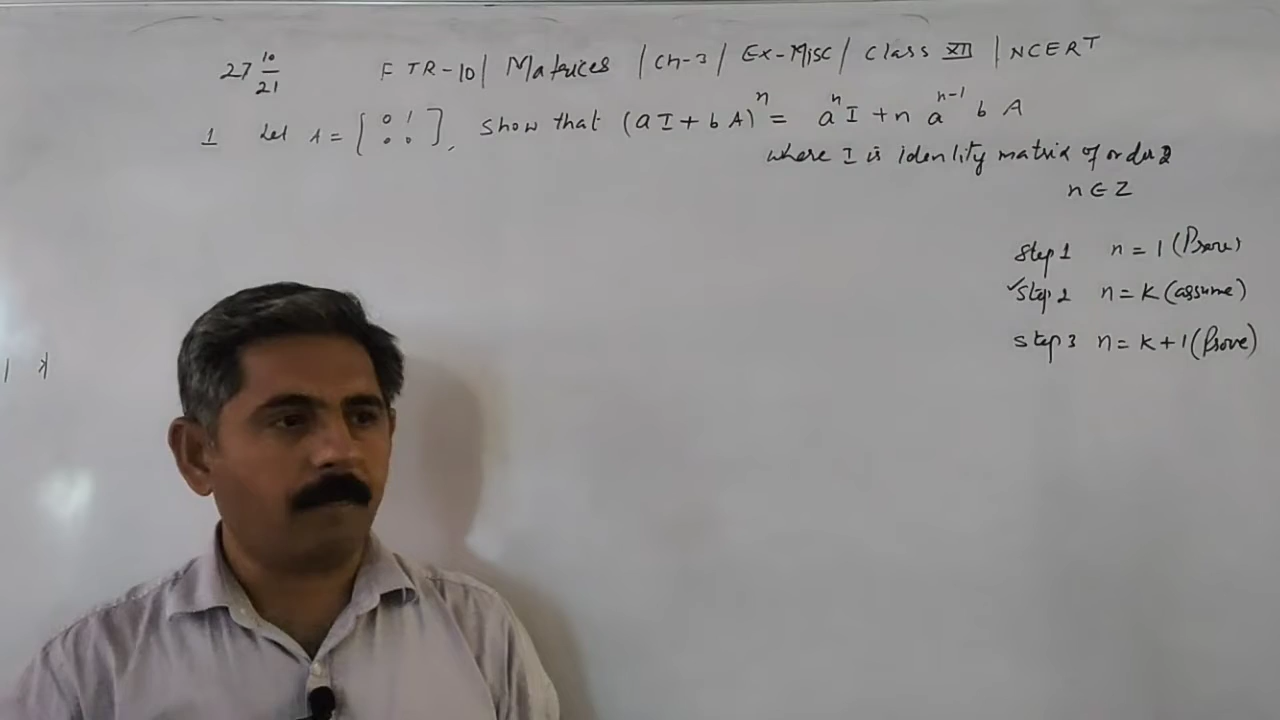 27 10/21 FTR-10 | Matrices | Ch-3 | Ex-Misc | Class XII | NCERT
1 Let A = [0 1 0 0], show that (aI + bA)^n = a^n I + n a^(n-1) b A
where I is identity matrix of order 2
n ∈ Z
Step 1 n = 1 (Prove)
✓Step 2 n = K (assume)
Step 3 n = K + 1 (Prove)